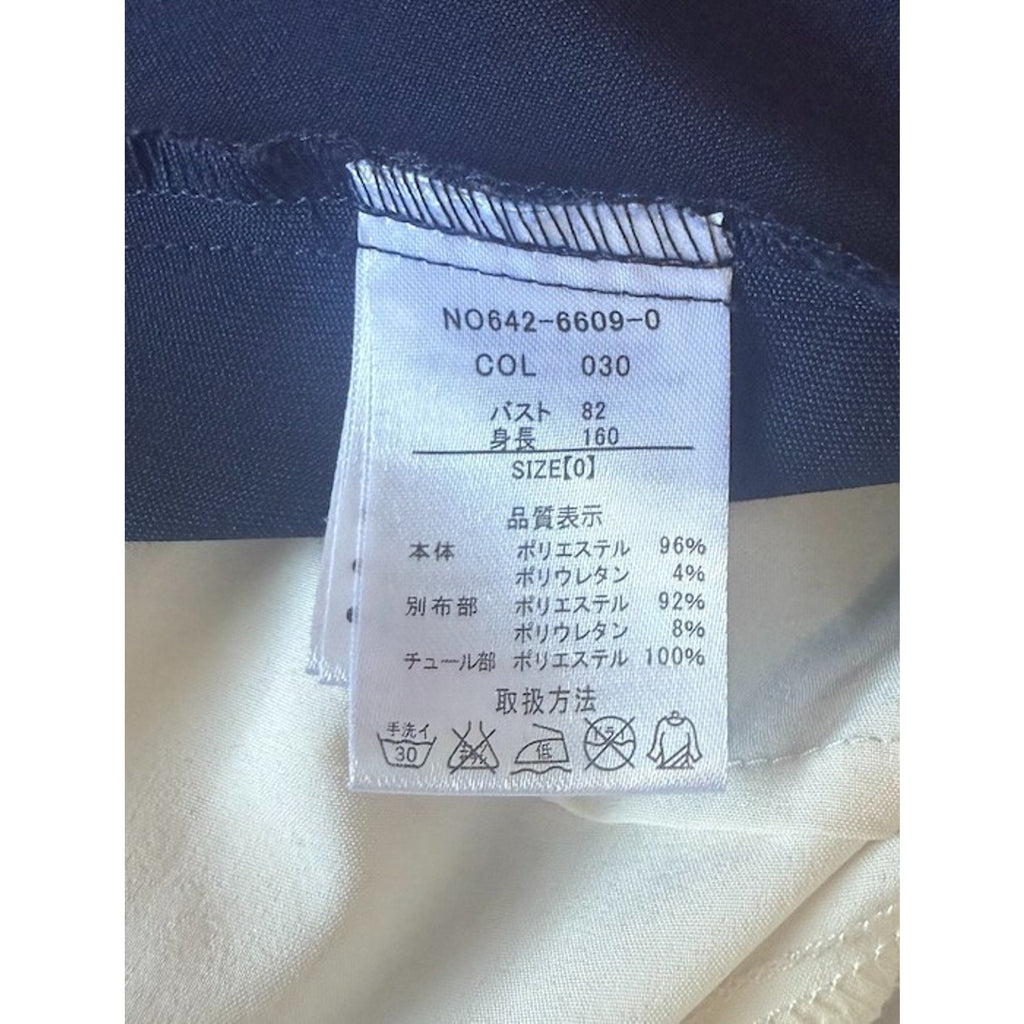 NO642-6609-0
COL 030
バスト 82
身長 160
SIZE【0】
品質表示
本体 ポリエステル 96%
ポリウレタン 4%
別布部 ポリエステル 92%
ポリウレタン 8%
チュール部 ポリエステル 100%
取扱方法
手洗イ 30 低 ドライ